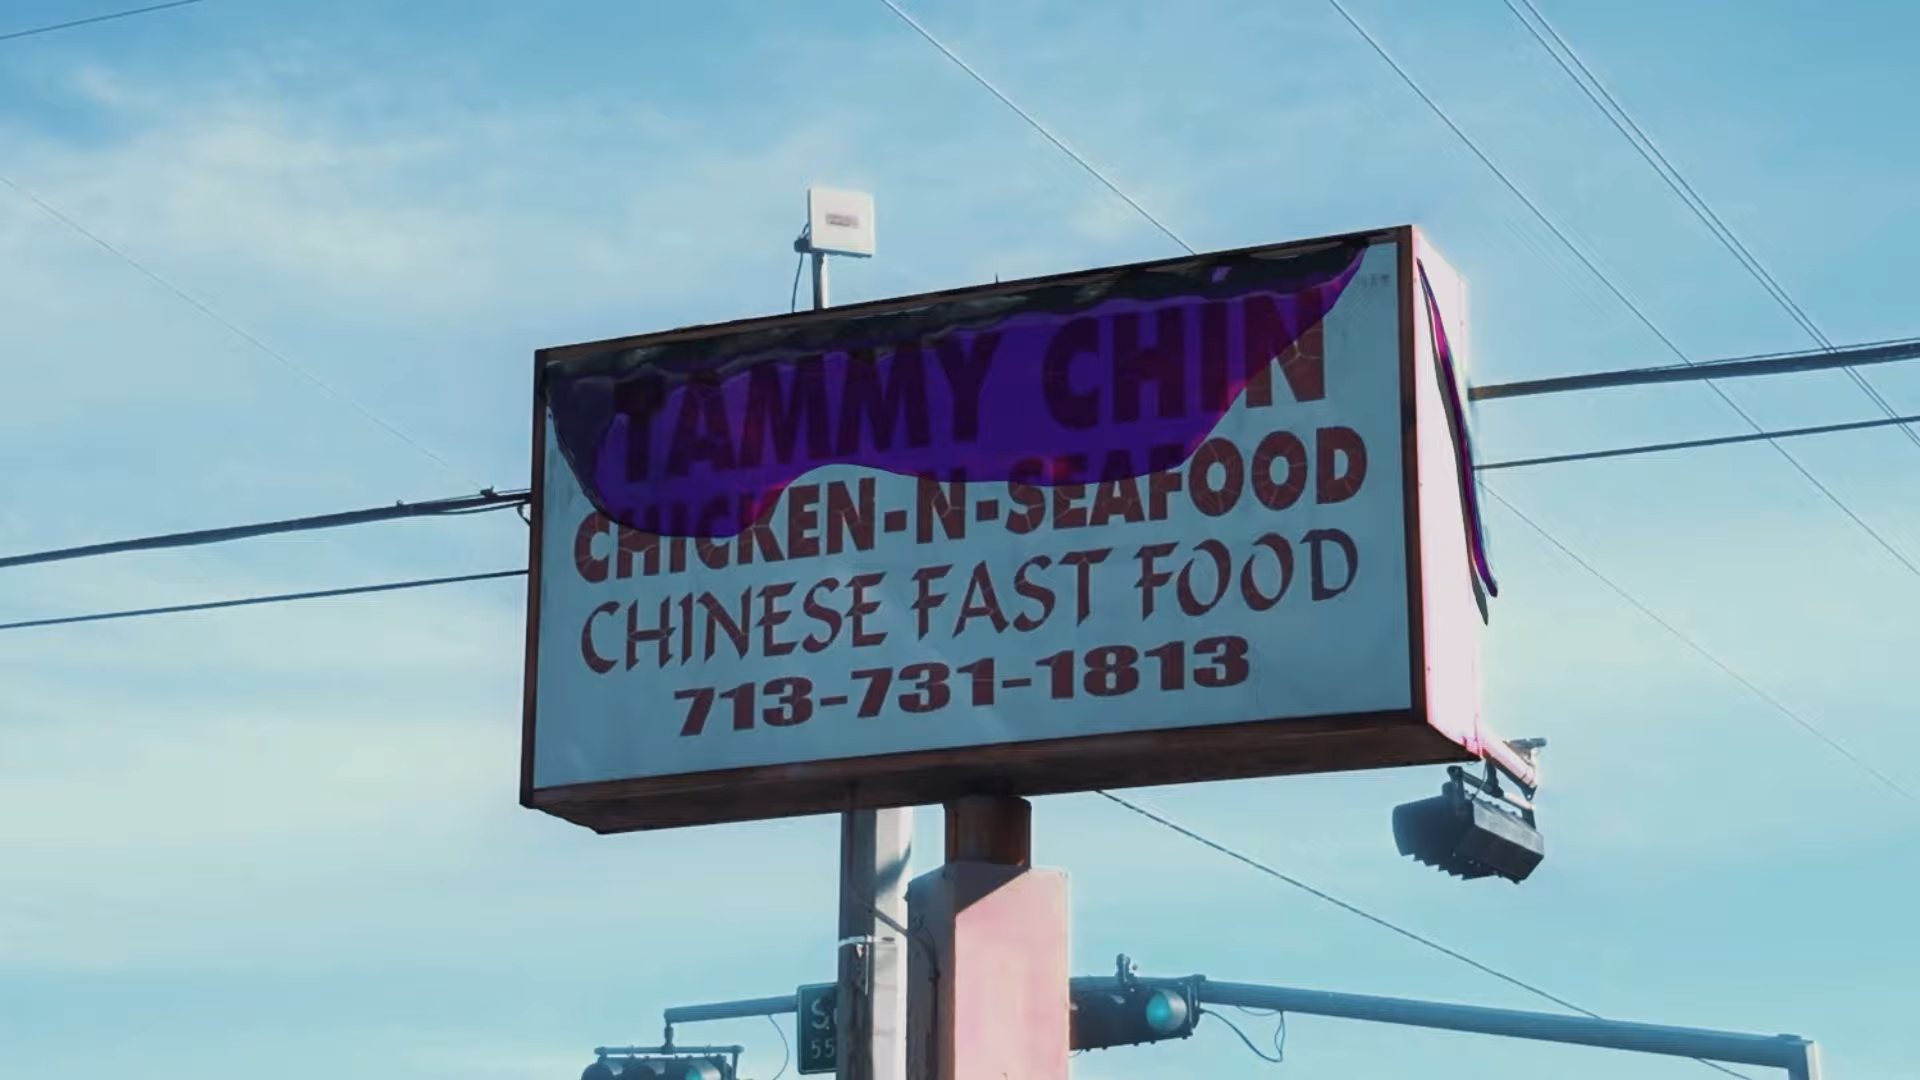 TAMMY CHIN
CHICKEN-N-SEAFOOD
CHINESE FAST FOOD
713-731-1813